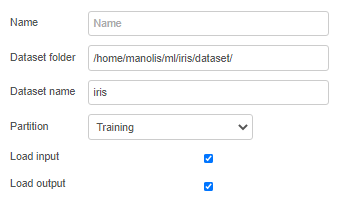 Name Name
Dataset folder /home/manolis/ml/iris/dataset/
Dataset name iris
Partition Training
Load input
Load output